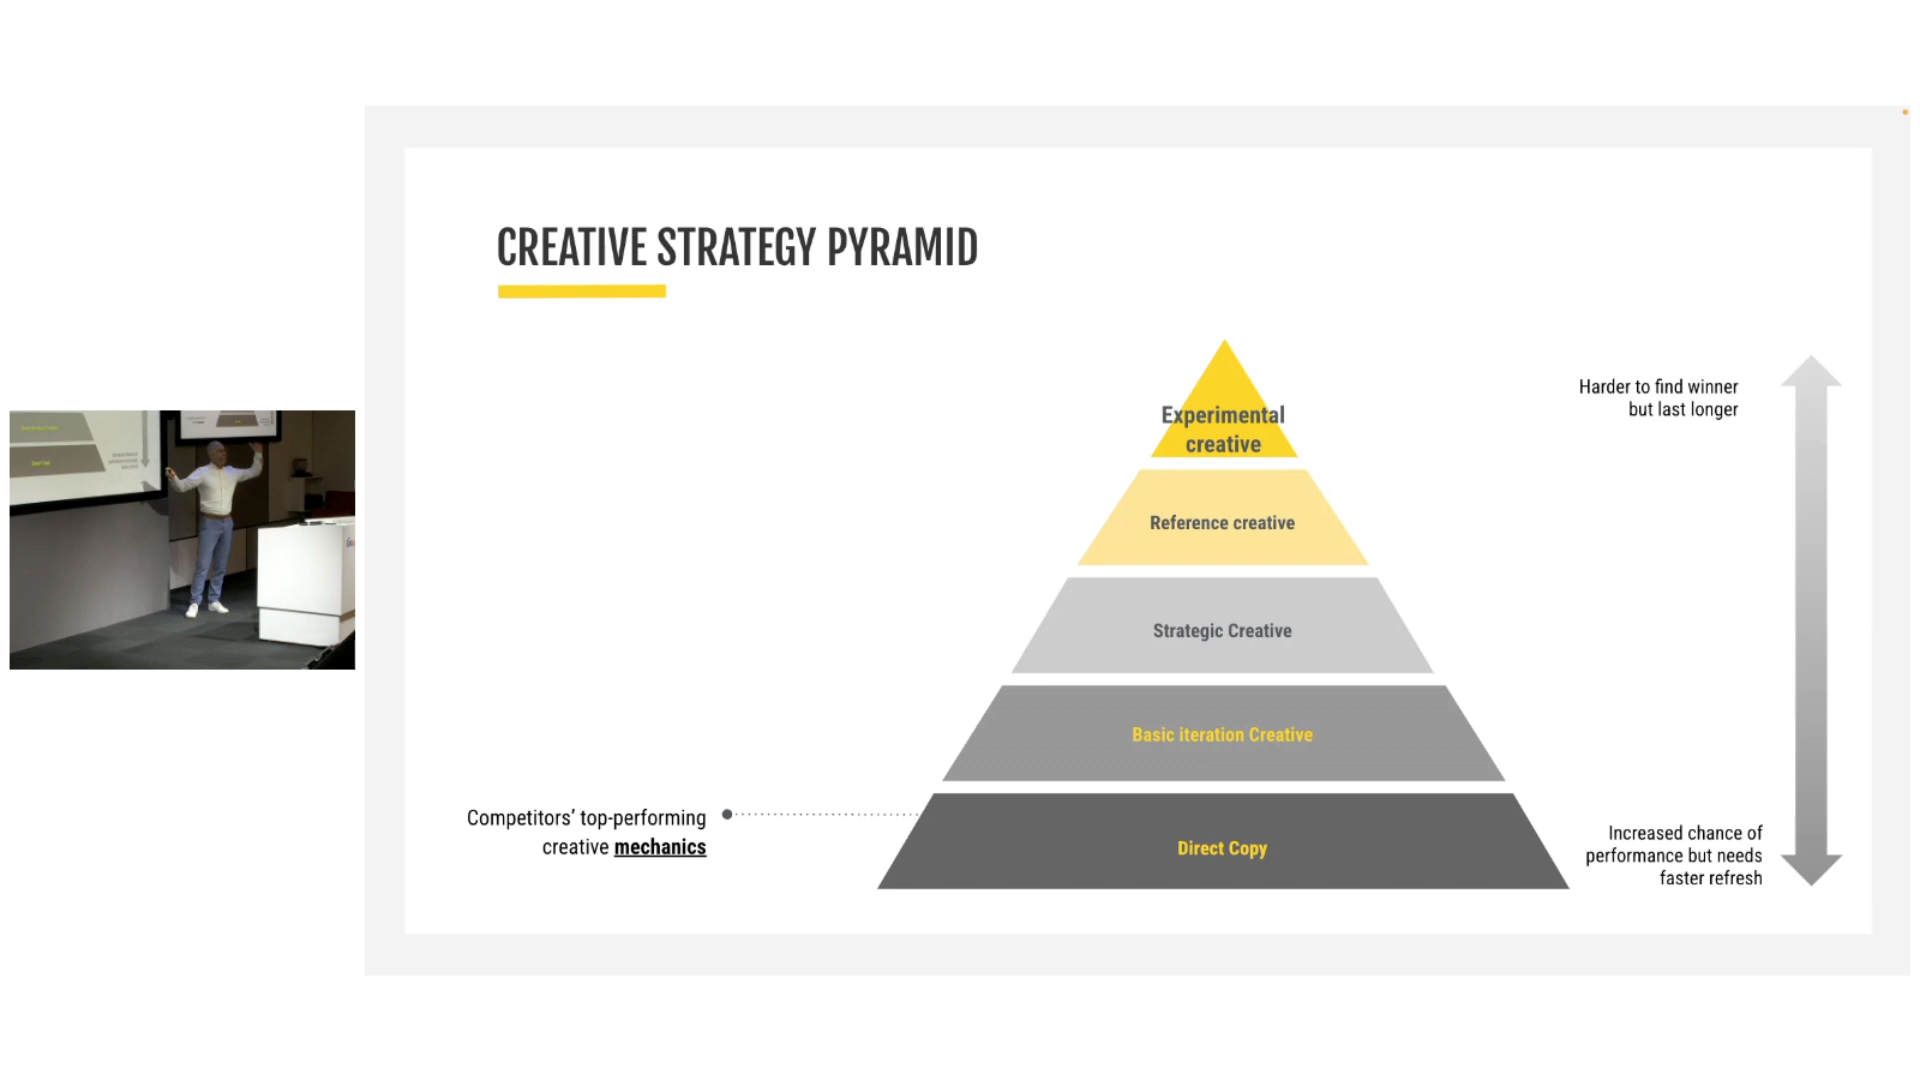 CREATIVE STRATEGY PYRAMID
Experimental
creative
Reference creative
Strategic Creative
Basic iteration Creative
Direct Copy
Competitors’ top-performing
creative mechanics
Harder to find winner
but last longer
Increased chance of
performance but needs
faster refresh